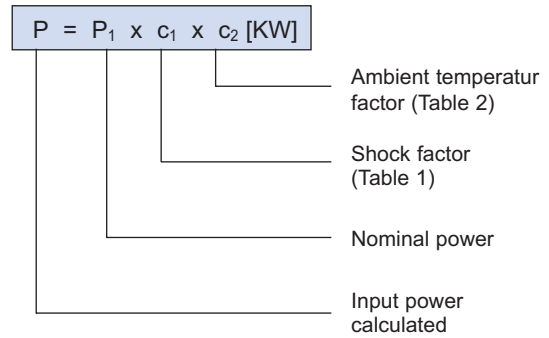 P = P₁ x c₁ x c₂ [KW]
Ambient temperatur
factor (Table 2)
Shock factor
(Table 1)
Nominal power
Input power
calculated